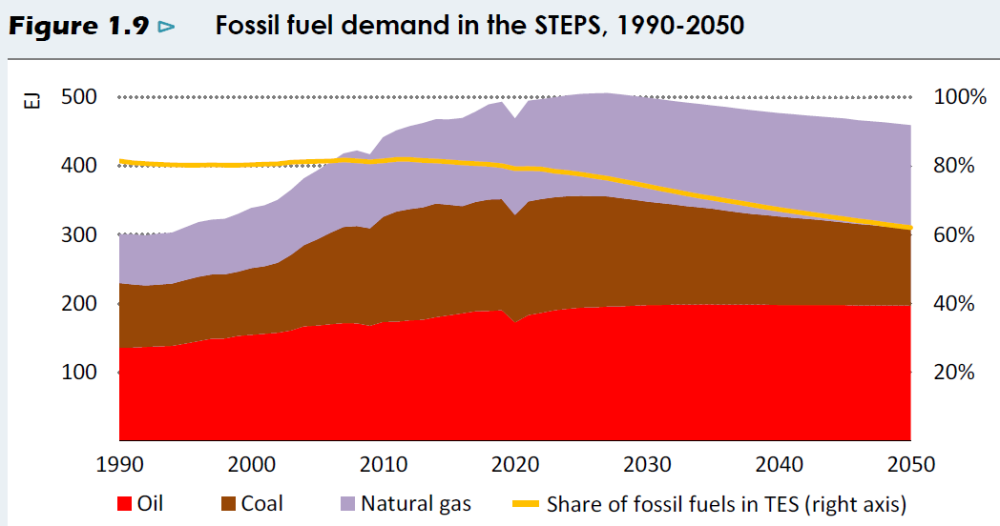 Figure 1.9 ▷ Fossil fuel demand in the STEPS, 1990-2050
EJ
500 100%
400 80%
300 60%
200 40%
100 20%
1990 2000 2010 2020 2030 2040 2050
Oil Coal Natural gas Share of fossil fuels in TES (right axis)